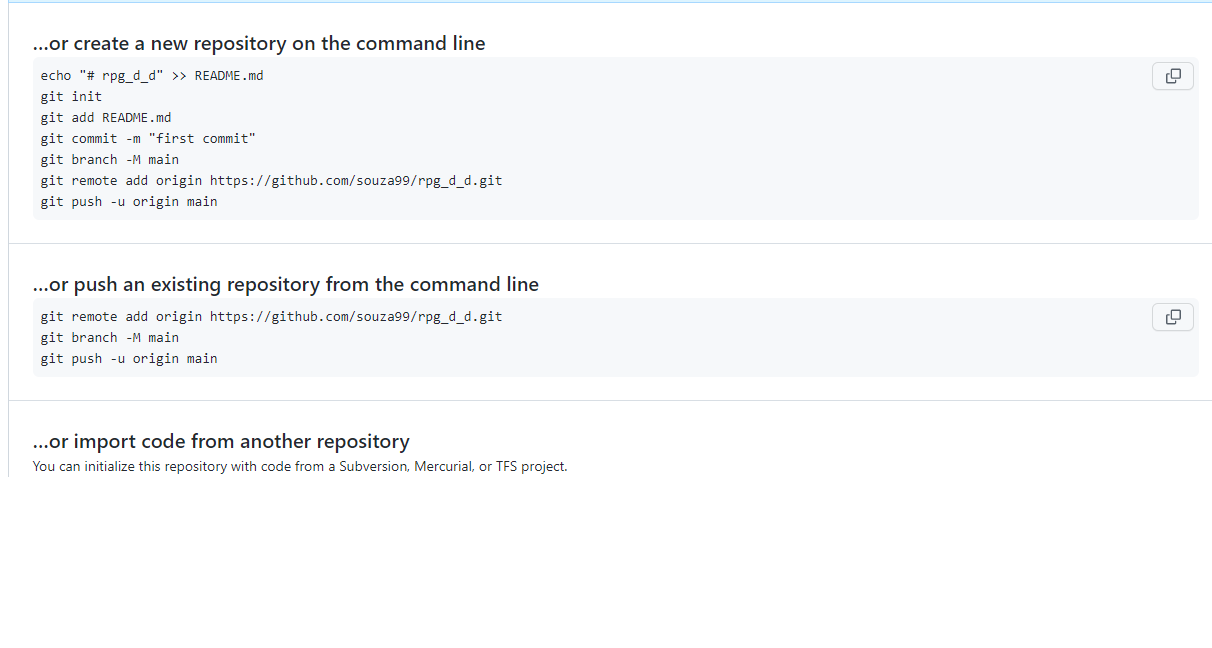 ...or create a new repository on the command line
echo "# rpg_d_d" >> README.md
git init
git add README.md
git commit -m "first commit"
git branch -M main
git remote add origin https://github.com/souza99/rpg_d_d.git
git push -u origin main
...or push an existing repository from the command line
git remote add origin https://github.com/souza99/rpg_d_d.git
git branch -M main
git push -u origin main
...or import code from another repository
You can initialize this repository with code from a Subversion, Mercurial, or TFS project.